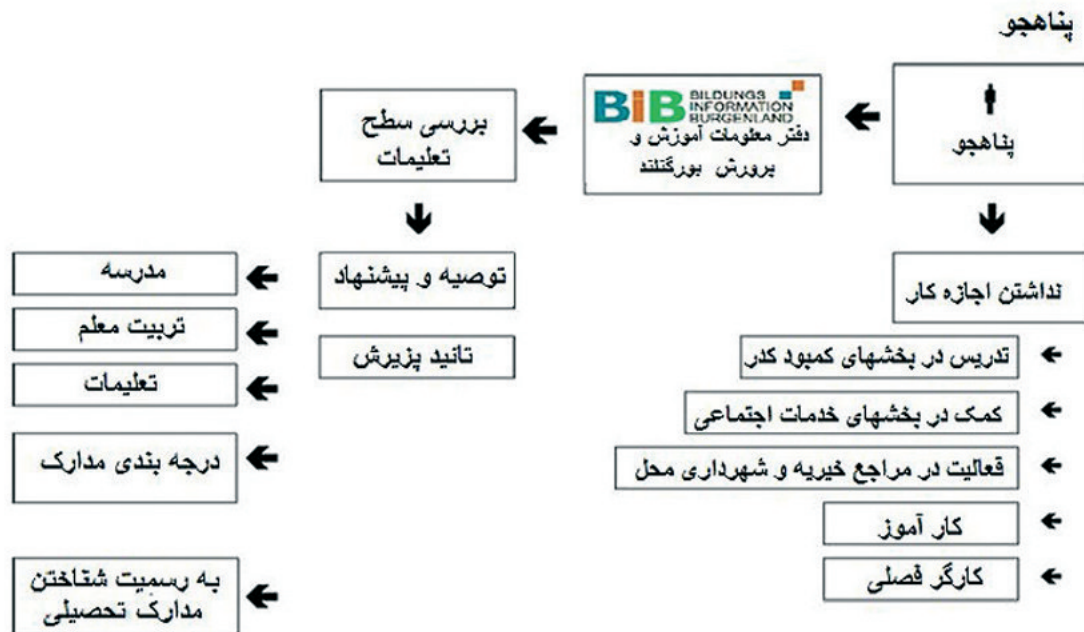 پناهجو
پناهجو
BiB BILDUNGS
INFORMATION
BURGENLAND
دفتر معلومات آموزش و
برورش بورگنلند
بررسی سطح
تعلیمات
نداشتن اجازه کار
تدریس در بخشهای کمبود کدر
کمک در بخشهای خدمات اجتماعی
فعالیت در مراجع خیریه و شهرداری محل
کار آموز
کارگر فصلی
توصیه و پیشنهاد
تائید پزیرش
مدرسه
تربیت معلم
تعلیمات
درجه بندی مدارک
به رسمیت شناختن
مدارک تحصیلی